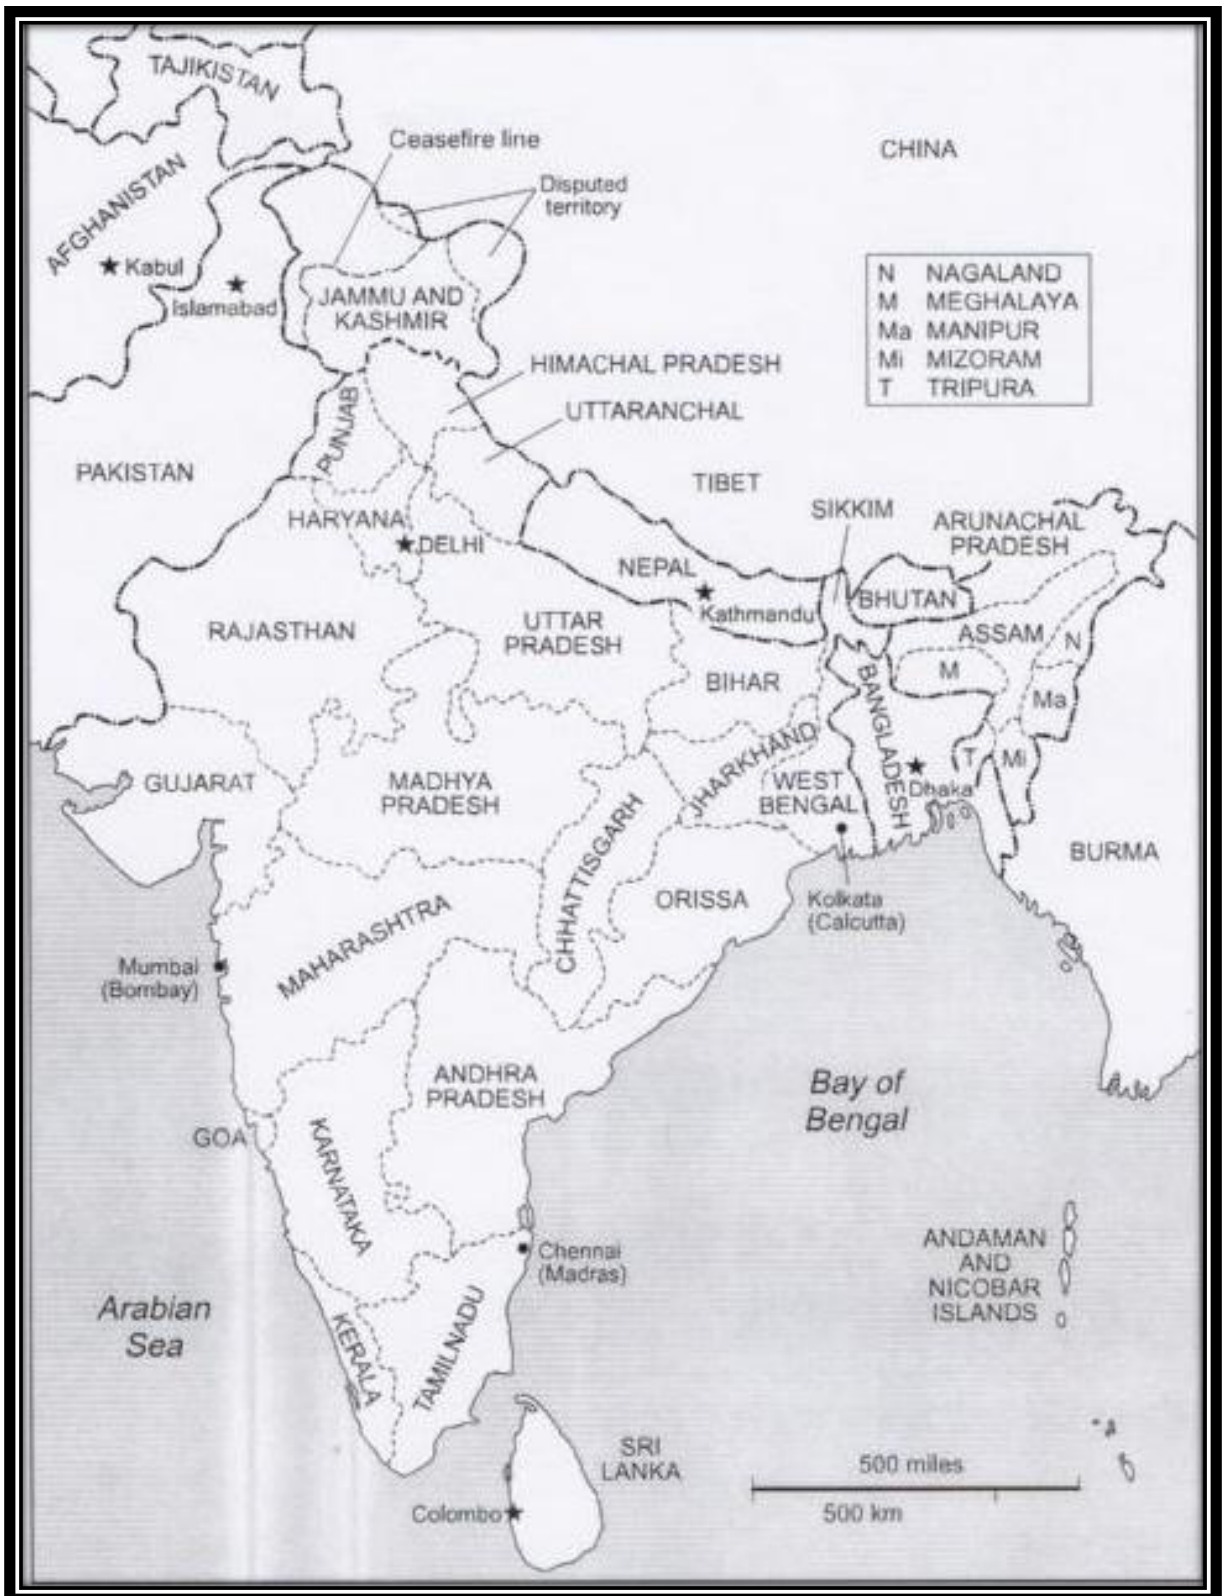 TAJIKISTAN
Ceasefire line
CHINA
Disputed
territory
AFGHANISTAN
Kabul
Islamabad
JAMMU AND
KASHMIR
N NAGALAND
M MEGHALAYA
Ma MANIPUR
Mi MIZORAM
T TRIPURA
HIMACHAL PRADESH
UTTARANCHAL
PUNJAB
PAKISTAN
TIBET
SIKKIM
ARUNACHAL
PRADESH
HARYANA
DELHI
NEPAL
Kathmandu
BHUTAN
RAJASTHAN
UTTAR
PRADESH
ASSAM
N
M
BIHAR
Ma
BANGLADESH
JHARKHAND
T
Mi
GUJARAT
MADHYA
PRADESH
WEST
BENGAL
Dhaka
CHHATTISGARH
BURMA
ORISSA
Kolkata
(Calcutta)
MAHARASHTRA
Mumbai
(Bombay)
ANDHRA
PRADESH
Bay of
Bengal
GOA
KARNATAKA
Chennai
(Madras)
ANDAMAN
AND
NICOBAR
ISLANDS
Arabian
Sea
KERALA
TAMILNADU
SRI
LANKA
Colombo
500 miles
500 km